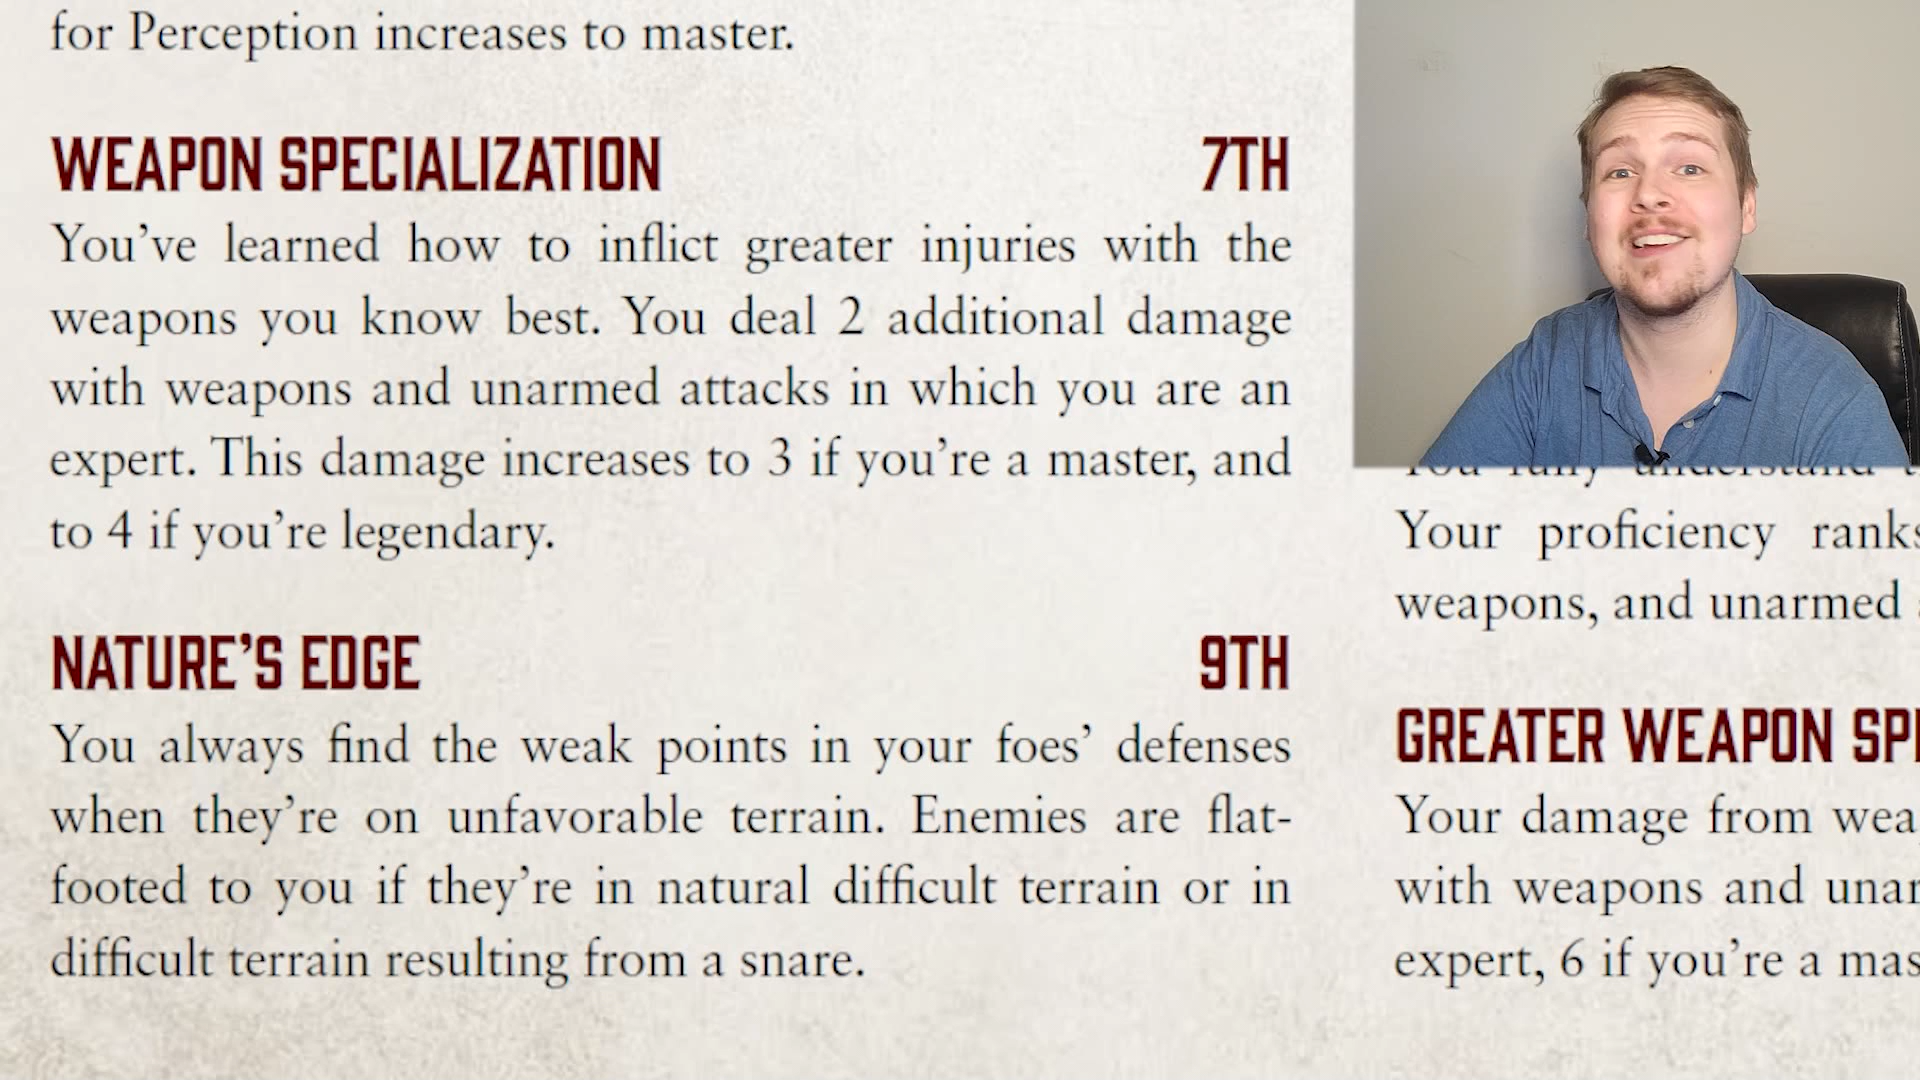 for Perception increases to master.
WEAPON SPECIALIZATION 7TH
You’ve learned how to inflict greater injuries with the
weapons you know best. You deal 2 additional damage
with weapons and unarmed attacks in which you are an
expert. This damage increases to 3 if you’re a master, and
to 4 if you’re legendary.
NATURE’S EDGE 9TH
You always find the weak points in your foes’ defenses
when they’re on unfavorable terrain. Enemies are flat-
footed to you if they’re in natural difficult terrain or in
difficult terrain resulting from a snare.
You fully understand
Your proficiency ranks
weapons, and unarmed
GREATER WEAPON
Your damage from
with weapons and
expert, 6 if you’re a